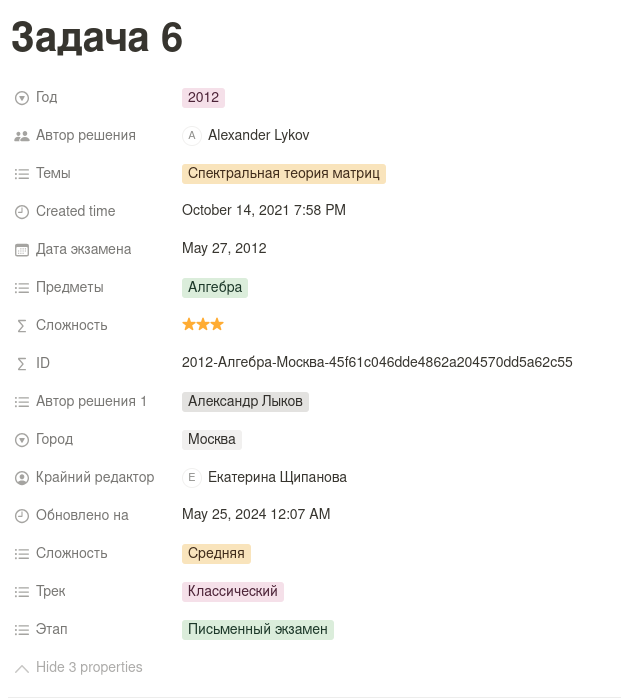 Задача 6
Год 2012
Автор решения A Alexander Lykov
Темы Спектральная теория матриц
Created time October 14, 2021 7:58 PM
Дата экзамена May 27, 2012
Предметы Алгебра
Сложность ⭐⭐⭐
ID 2012-Алгебра-Москва-45f61c046dde4862a204570dd5a62c55
Автор решения 1 Александр Лыков
Город Москва
Крайний редактор E Екатерина Щипанова
Обновлено на May 25, 2024 12:07 AM
Сложность Средняя
Трек Классический
Этап Письменный экзамен
Hide 3 properties